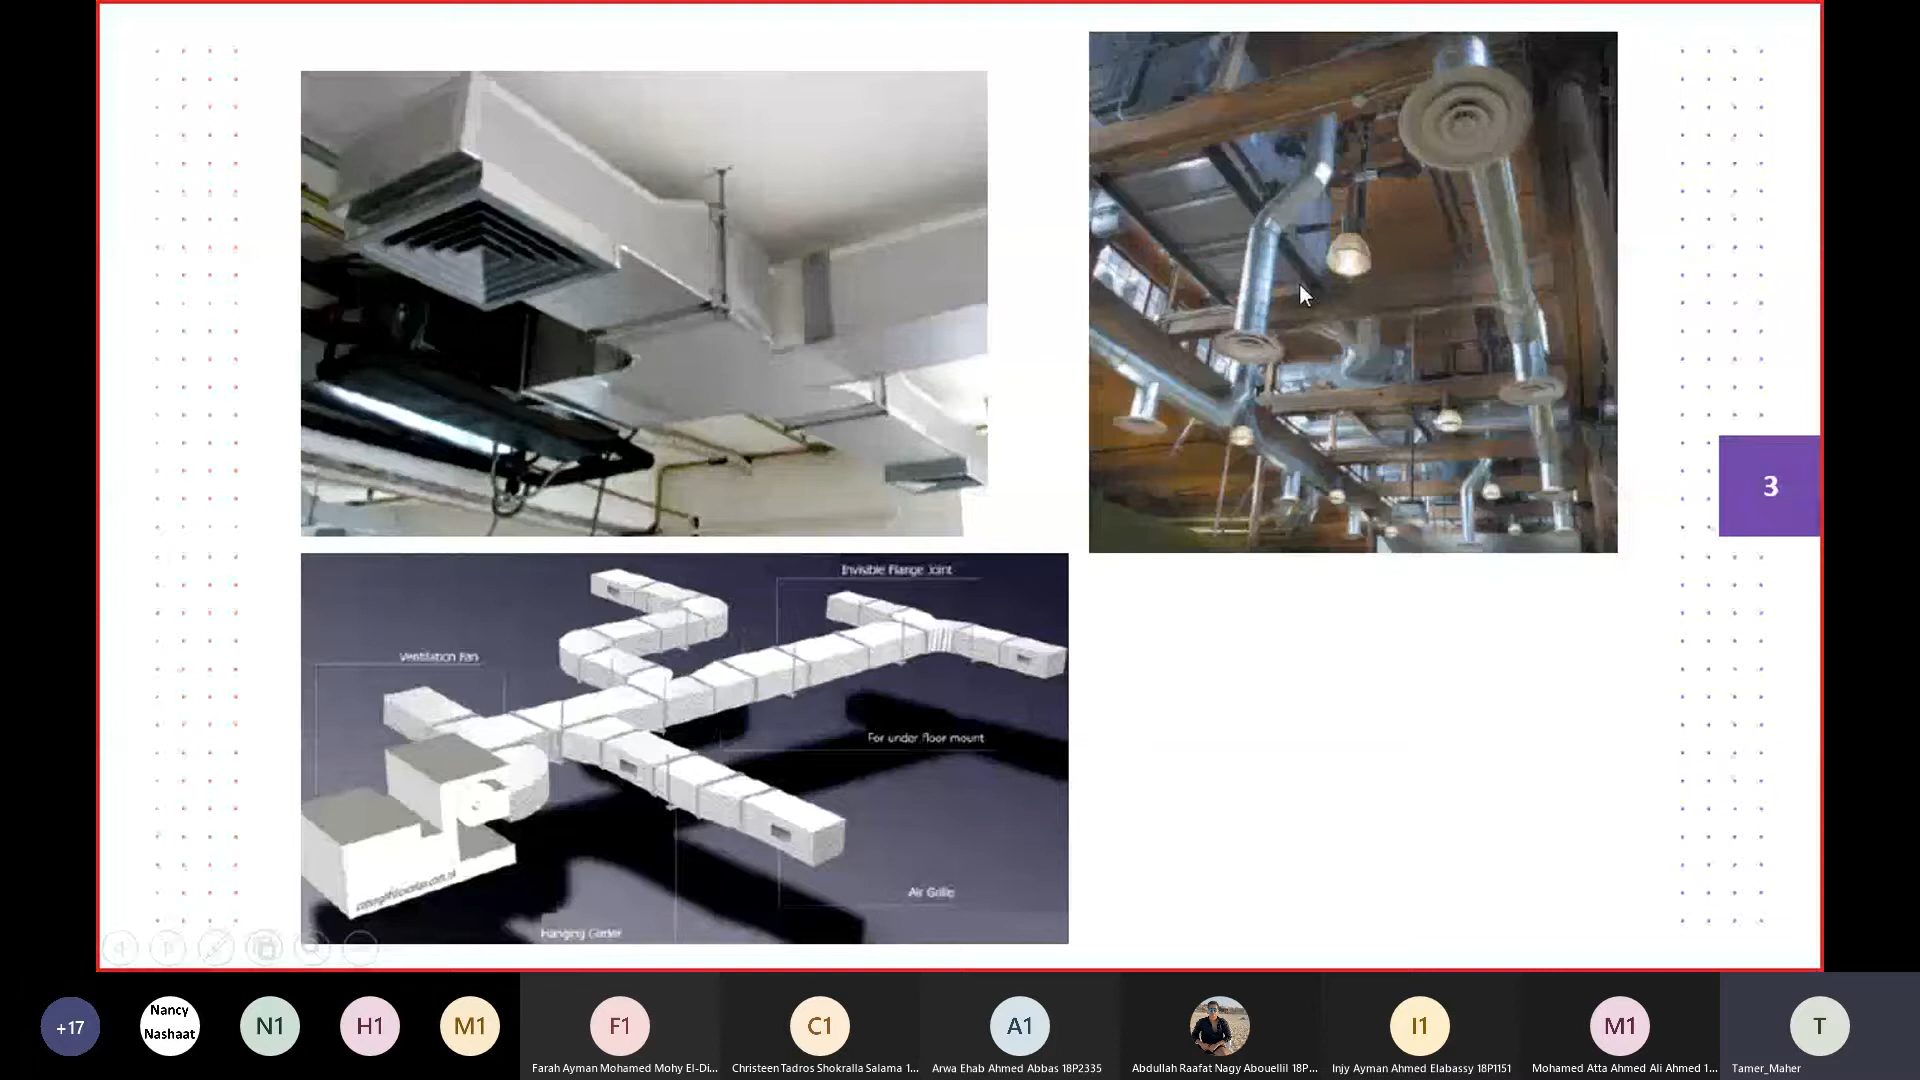 Invisible Flange Joint
Ventilation Fan
For under floor mount
Air Grille
Hanging Girder
3
+17
Nancy
Nashaat
N1
H1
M1
F1
C1
A1
I1
M1
T
Farah Ayman Mohamed Mohy El-Di...
Christeen Tadros Shokralla Salama 1...
Arwa Ehab Ahmed Abbas 18P2335
Abdullah Raafat Nagy Abouellil 18P...
Injy Ayman Ahmed Elabassy 18P1151
Mohamed Atta Ahmed Ali Ahmed 1...
Tamer_Maher